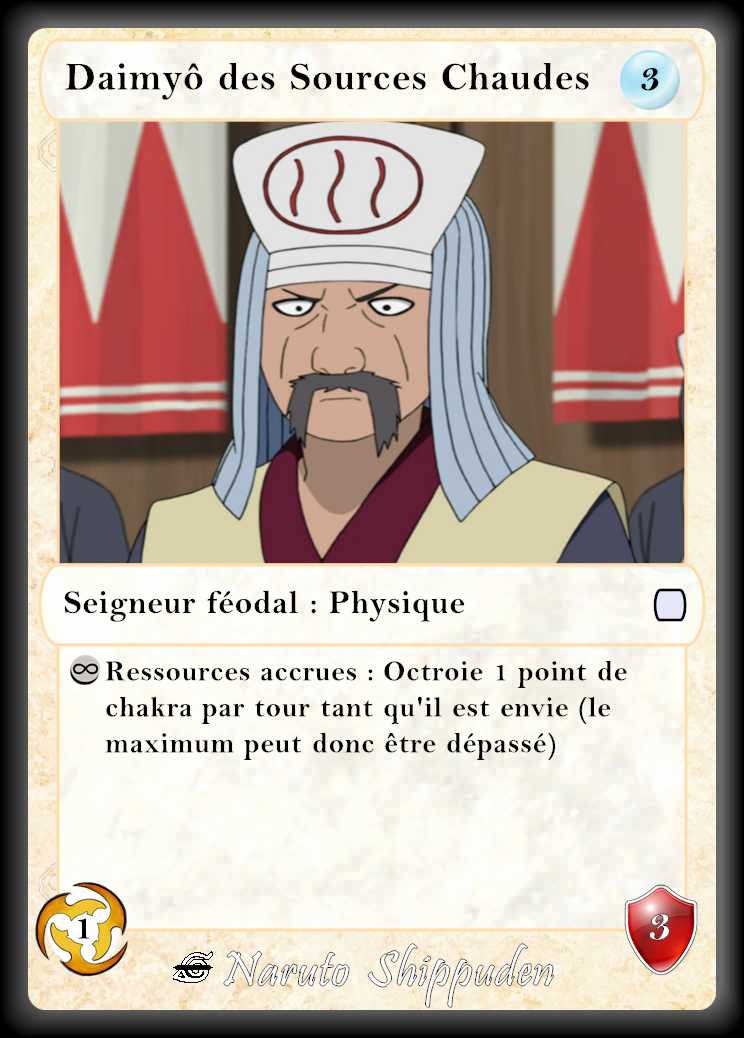 Daimyô des Sources Chaudes 3
Seigneur féodal : Physique
Ressources accrues : Octroie 1 point de
chakra par tour tant qu'il est envie (le
maximum peut donc être dépassé)
1
3
Naruto Shippuden